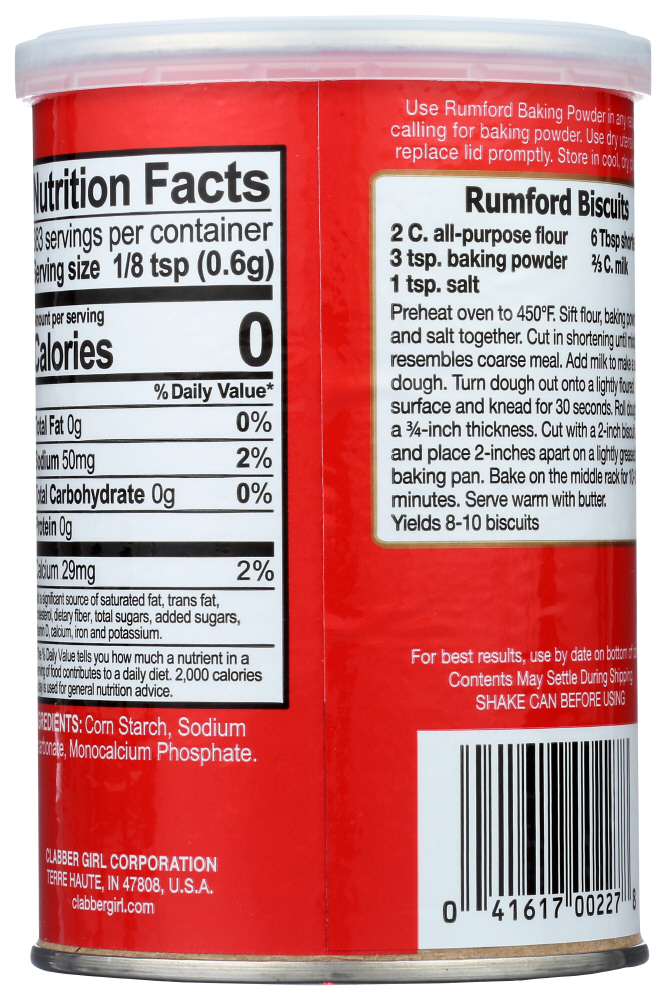 Nutrition Facts
servings per container
serving size 1/8 tsp (0.6g)
Amount per serving
Calories 0
% Daily Value*
Total Fat 0g 0%
Sodium 50mg 2%
Total Carbohydrate 0g 0%
Protein 0g
Calcium 29mg 2%
significant source of saturated fat, trans fat,
dietary fiber, total sugars, added sugars,
D, calcium, iron and potassium.
% Daily Value tells you how much a nutrient in a
of food contributes to a daily diet. 2,000 calories
is used for general nutrition advice.
INGREDIENTS: Corn Starch, Sodium
Monocalcium Phosphate.
CLABBER GIRL CORPORATION
TERRE HAUTE, IN 47808, U.S.A.
clabbergirl.com
Use Rumford Baking Powder in any
calling for baking powder. Use dry
replace lid promptly. Store in cool, dry
Rumford Biscuits
2 C. all-purpose flour 6 Tbsp
3 tsp. baking powder ⅔ C. milk
1 tsp. salt
Preheat oven to 450°F. Sift flour, baking
and salt together. Cut in shortening until
resembles coarse meal. Add milk to make
dough. Turn dough out onto a lightly floured
surface and knead for 30 seconds. Roll
a ¾-inch thickness. Cut with a 2-inch
and place 2-inches apart on a lightly greased
baking pan. Bake on the middle rack for
minutes. Serve warm with butter.
Yields 8-10 biscuits
For best results, use by date on bottom of
Contents May Settle During Shipping
SHAKE CAN BEFORE USING
0 41617 00227 8